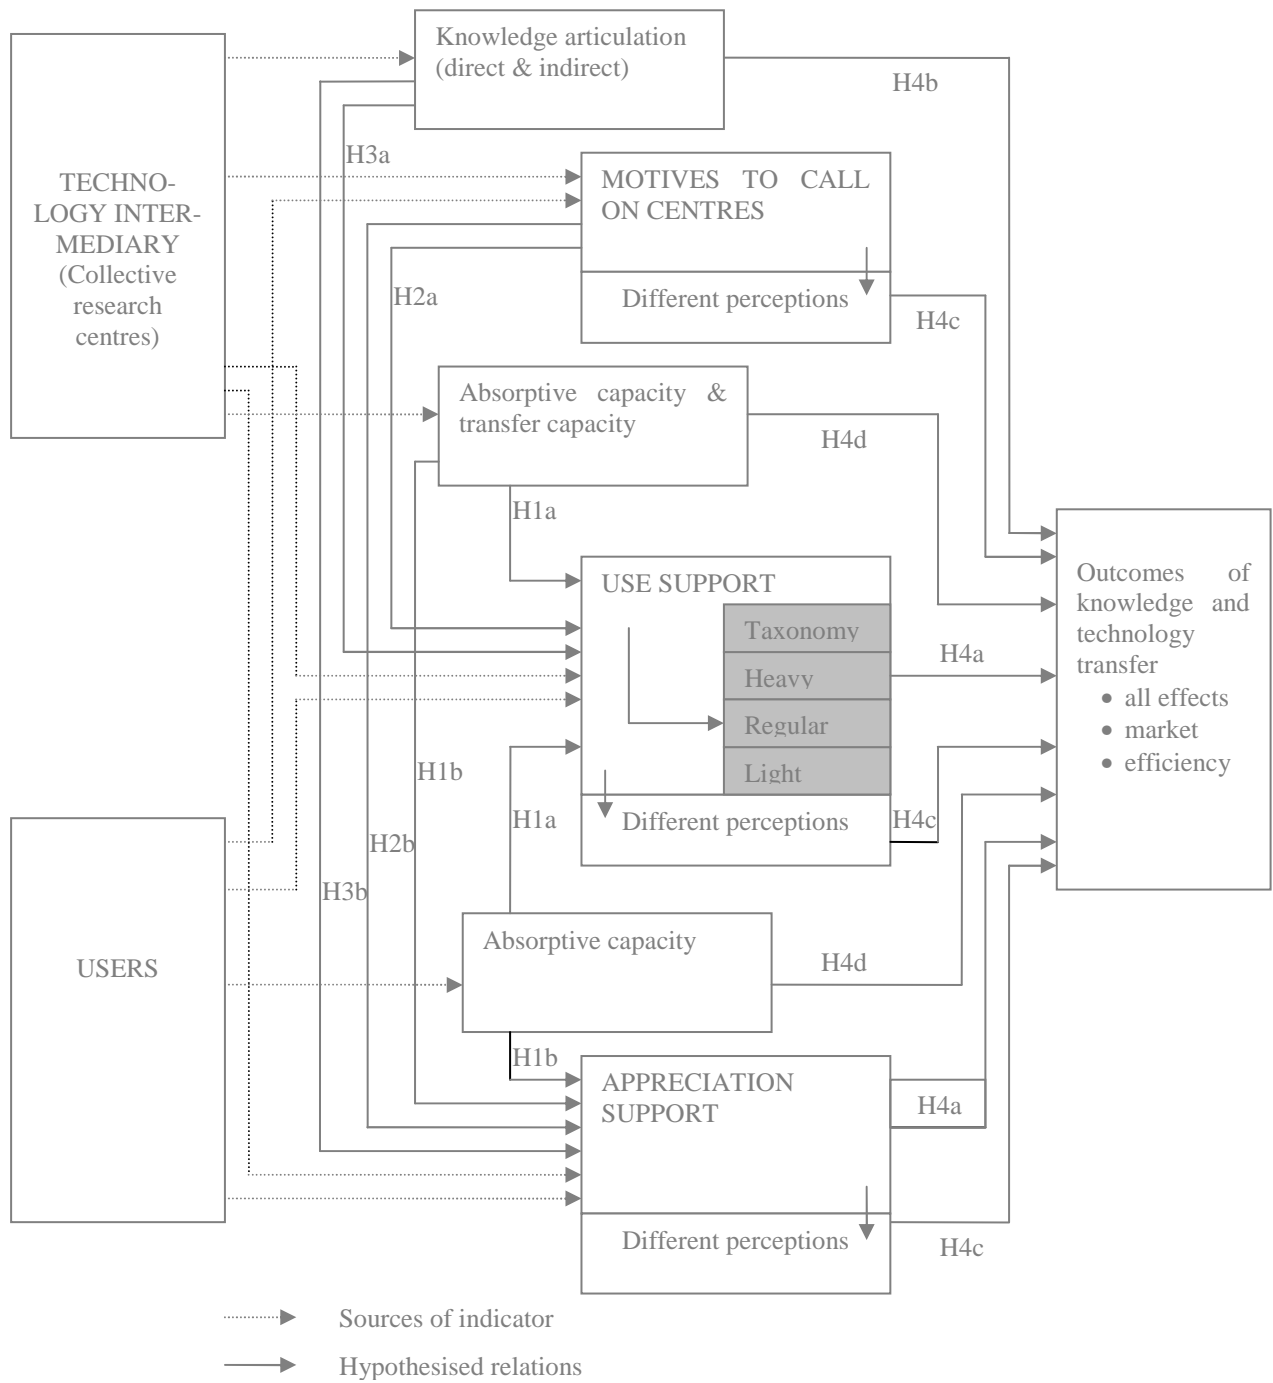 Knowledge articulation
(direct & indirect)
H4b
H3a
TECHNO-
LOGY INTER-
MEDIARY
(Collective
research
centres)
MOTIVES TO CALL
ON CENTRES
H2a
Different perceptions
H4c
Absorptive capacity &
transfer capacity
H4d
H1a
USE SUPPORT
Taxonomy
Heavy
Regular
Light
H4a
Outcomes of
knowledge and
technology
transfer
• all effects
• market
• efficiency
H1b
H1a
Different perceptions
H4c
H2b
H3b
USERS
Absorptive capacity
H4d
H1b
APPRECIATION
SUPPORT
H4a
Different perceptions
H4c
Sources of indicator
Hypothesised relations